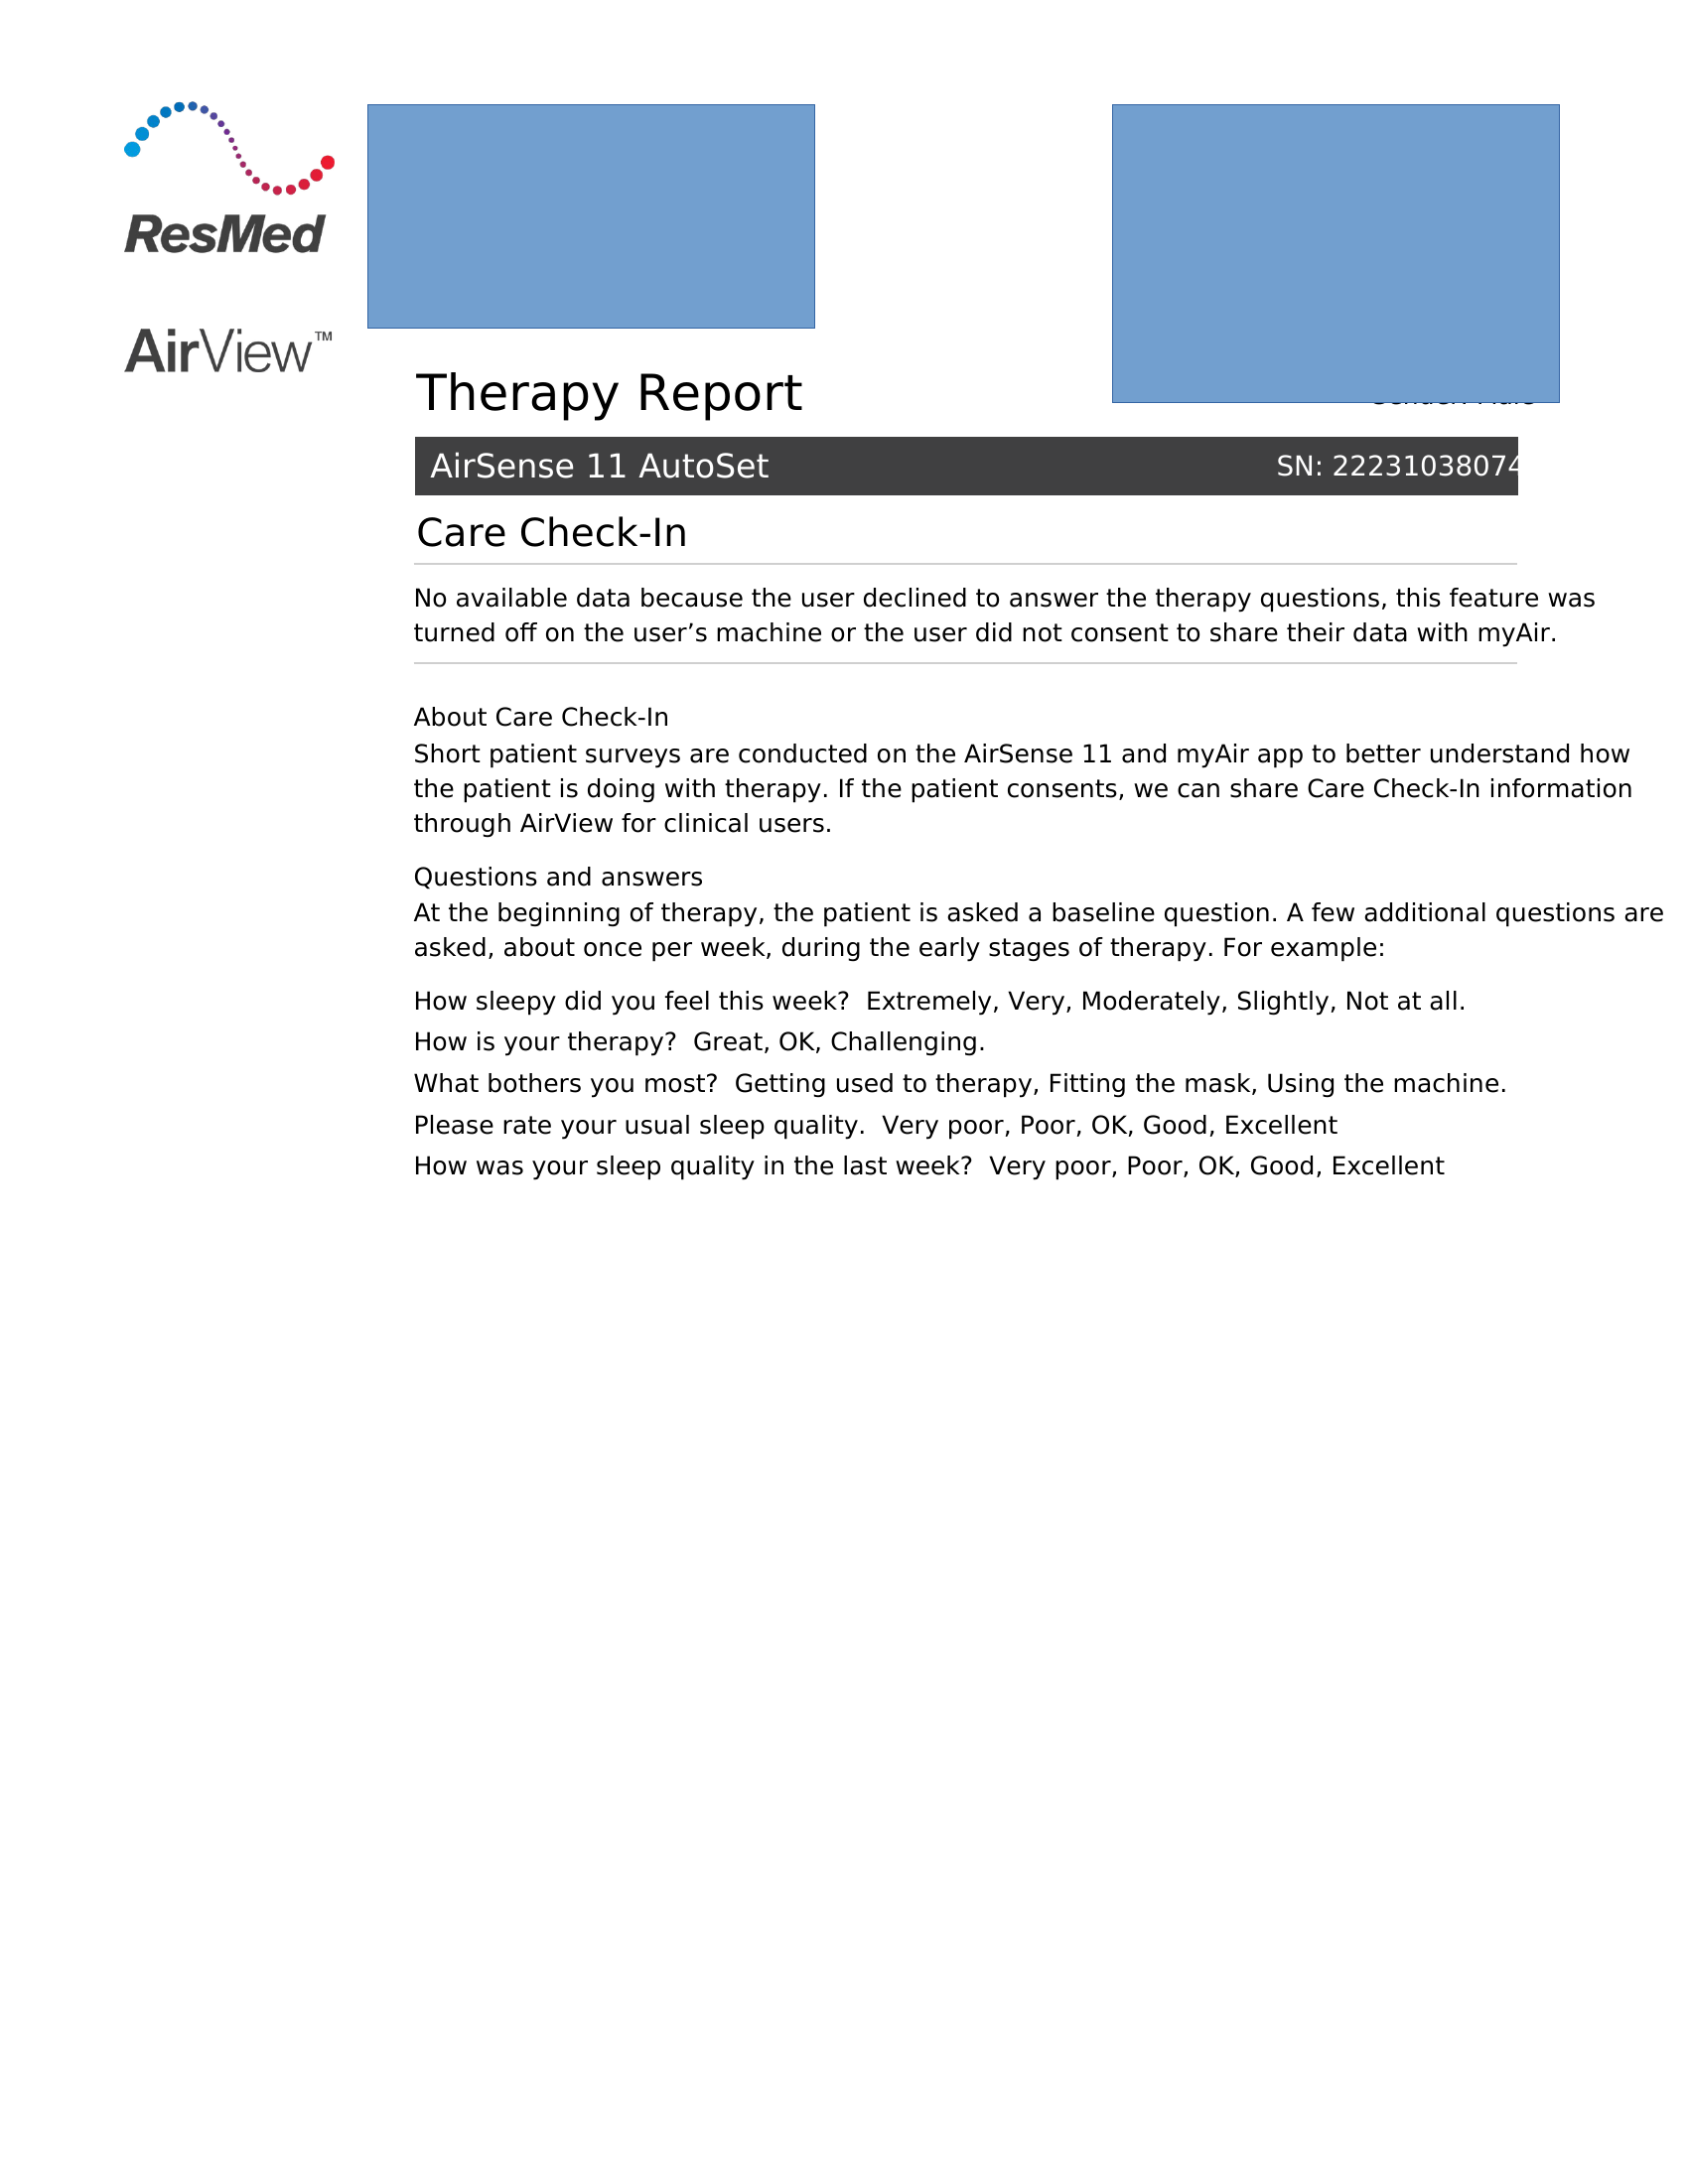 ResMed
AirView™
Therapy Report
AirSense 11 AutoSet
SN: 22231038074
Care Check-In
No available data because the user declined to answer the therapy questions, this feature was
turned off on the user’s machine or the user did not consent to share their data with myAir.
About Care Check-In
Short patient surveys are conducted on the AirSense 11 and myAir app to better understand how
the patient is doing with therapy. If the patient consents, we can share Care Check-In information
through AirView for clinical users.
Questions and answers
At the beginning of therapy, the patient is asked a baseline question. A few additional questions are
asked, about once per week, during the early stages of therapy. For example:
How sleepy did you feel this week?  Extremely, Very, Moderately, Slightly, Not at all.
How is your therapy?  Great, OK, Challenging.
What bothers you most?  Getting used to therapy, Fitting the mask, Using the machine.
Please rate your usual sleep quality.  Very poor, Poor, OK, Good, Excellent
How was your sleep quality in the last week?  Very poor, Poor, OK, Good, Excellent